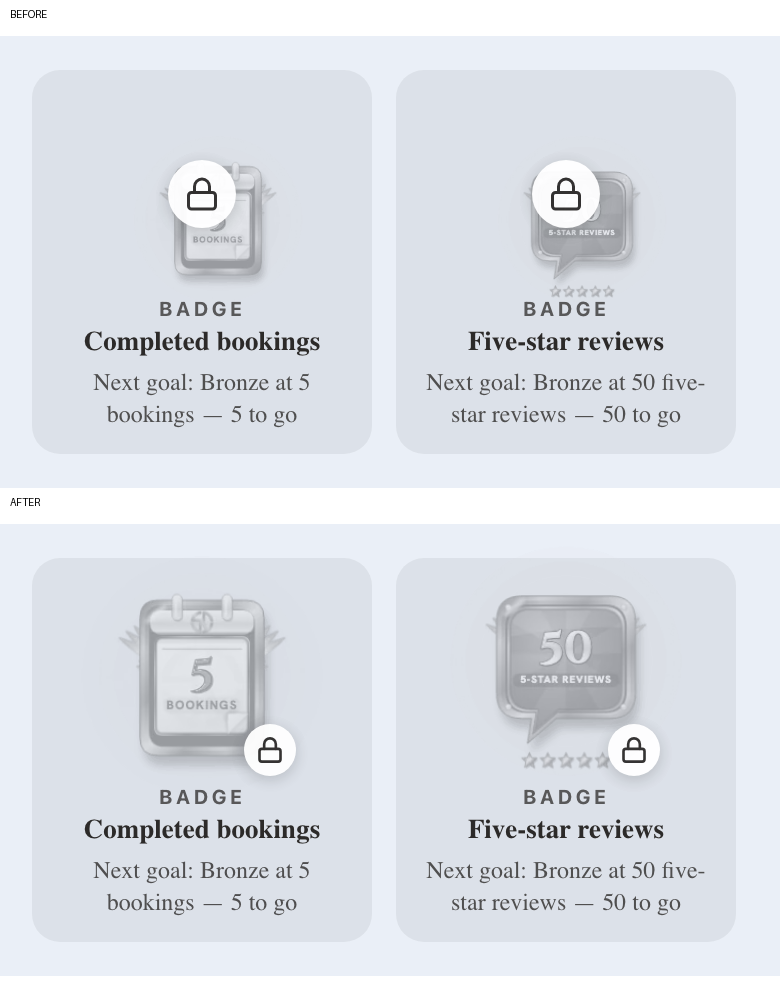 BEFORE
BOOKINGS
5-STAR REVIEWS
BADGE
Completed bookings
Next goal: Bronze at 5
bookings — 5 to go
BADGE
Five-star reviews
Next goal: Bronze at 50 five-
star reviews — 50 to go
AFTER
5
BOOKINGS
50
5-STAR REVIEWS
BADGE
Completed bookings
Next goal: Bronze at 5
bookings — 5 to go
BADGE
Five-star reviews
Next goal: Bronze at 50 five-
star reviews — 50 to go